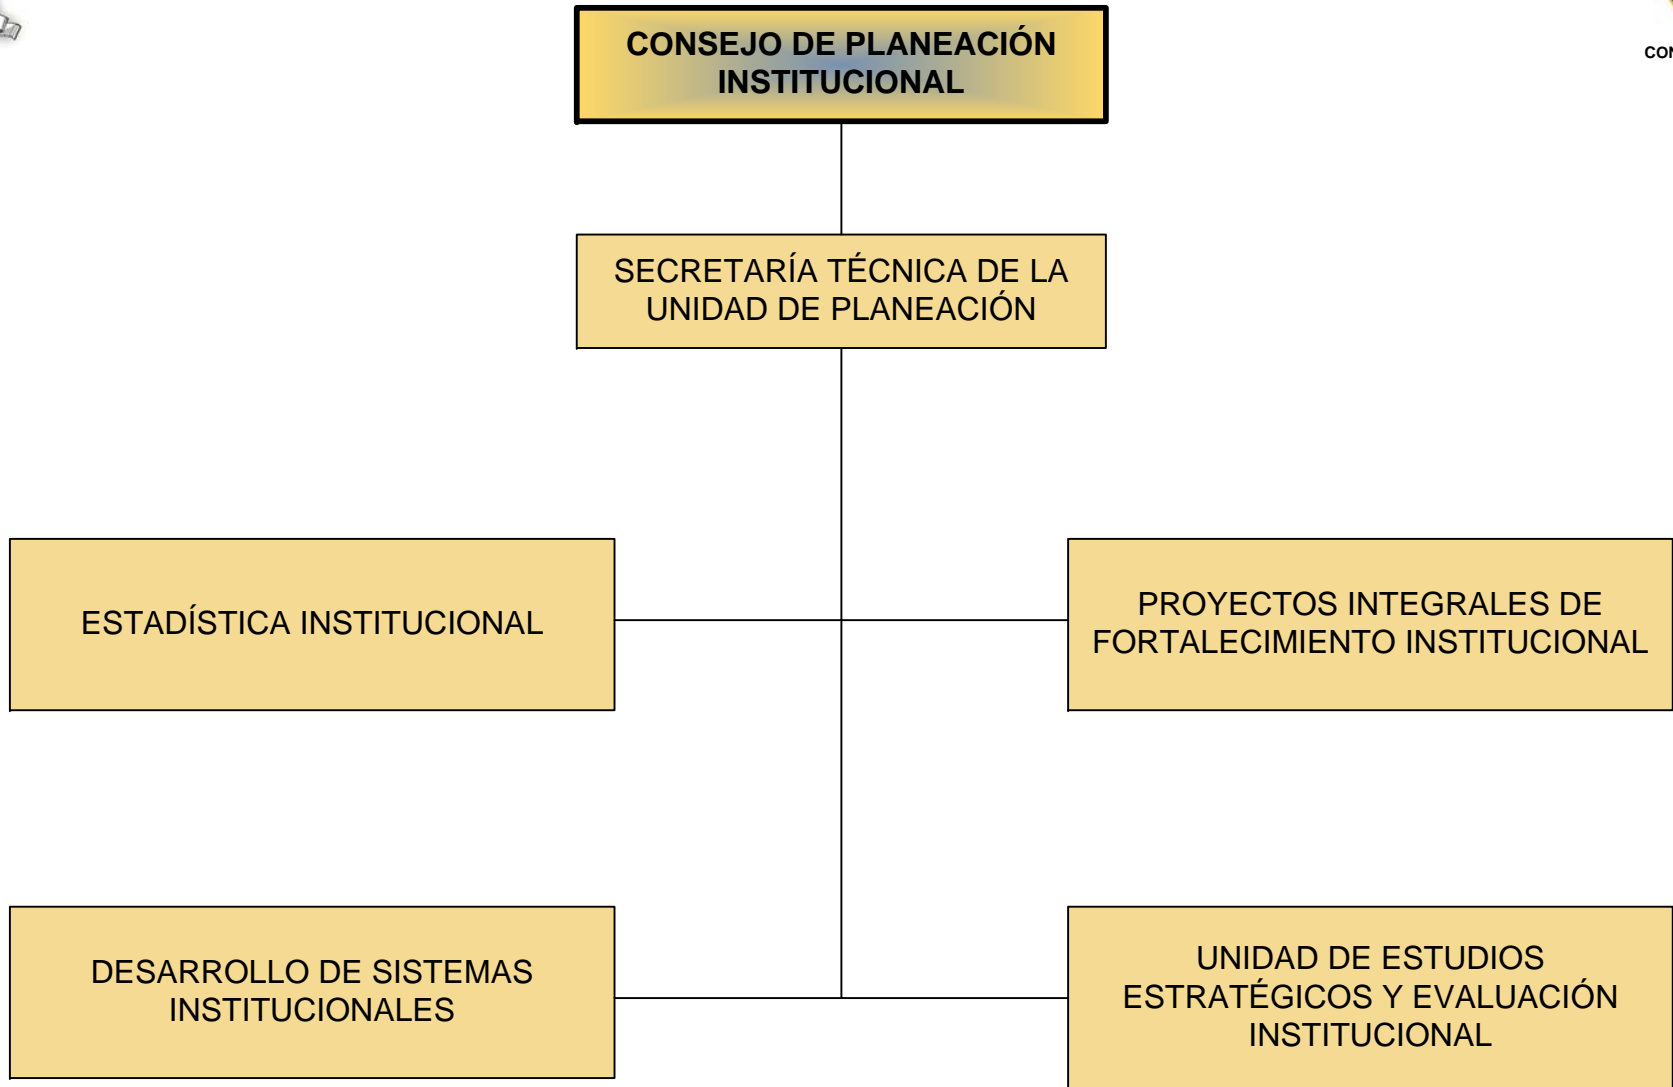 CONSEJO DE PLANEACIÓN
INSTITUCIONAL
SECRETARÍA TÉCNICA DE LA
UNIDAD DE PLANEACIÓN
ESTADÍSTICA INSTITUCIONAL
PROYECTOS INTEGRALES DE
FORTALECIMIENTO INSTITUCIONAL
DESARROLLO DE SISTEMAS
INSTITUCIONALES
UNIDAD DE ESTUDIOS
ESTRATÉGICOS Y EVALUACIÓN
INSTITUCIONAL